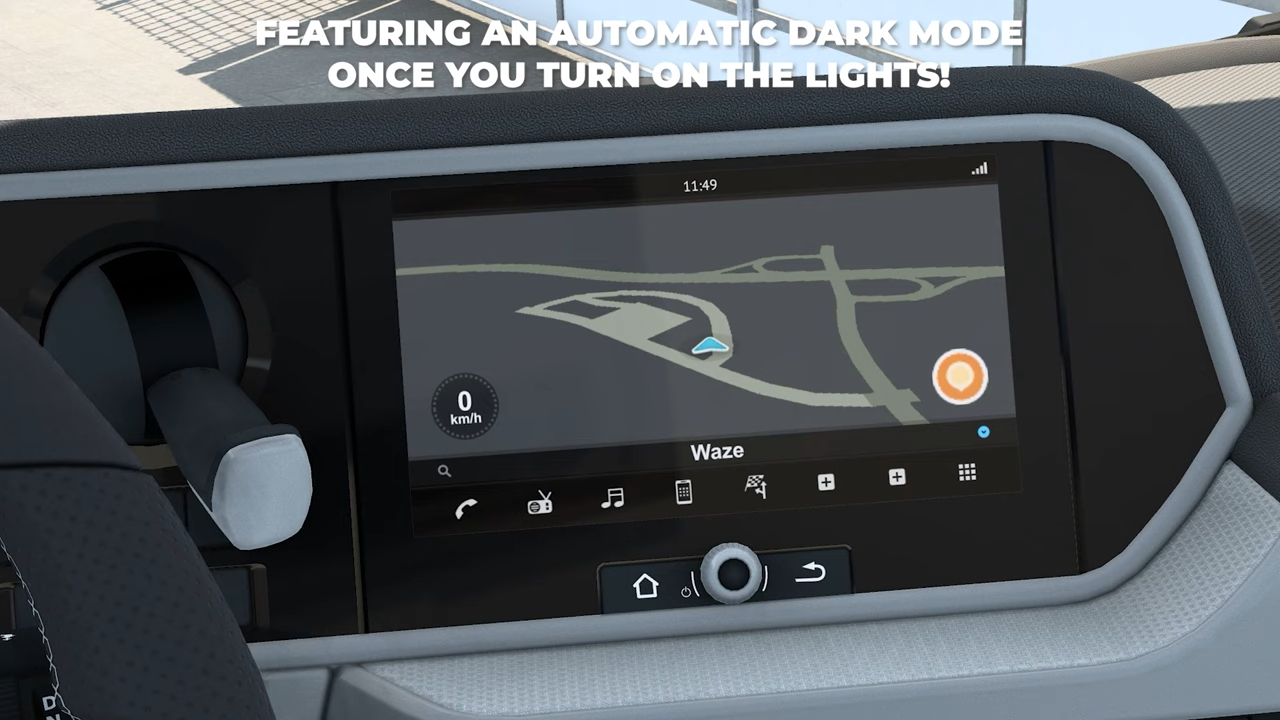 FEATURING AN AUTOMATIC DARK MODE
ONCE YOU TURN ON THE LIGHTS!
11:49
0
km/h
Waze
D